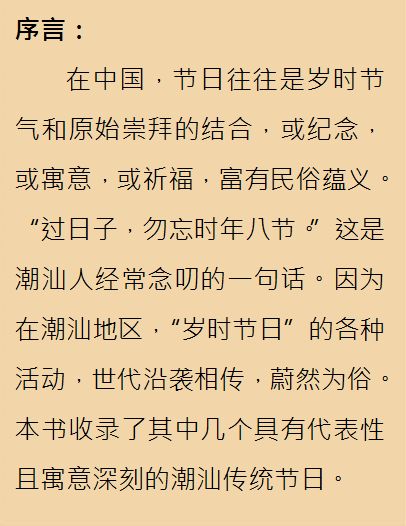 序言：
在中国，节日往往是岁时节
气和原始崇拜的结合，或纪念，
或寓意，或祈福，富有民俗蕴义。
“过日子，勿忘时年八节。”这是
潮汕人经常念叨的一句话。因为
在潮汕地区，“岁时节日”的各种
活动，世代沿袭相传，蔚然为俗。
本书收录了其中几个具有代表性
且寓意深刻的潮汕传统节日。